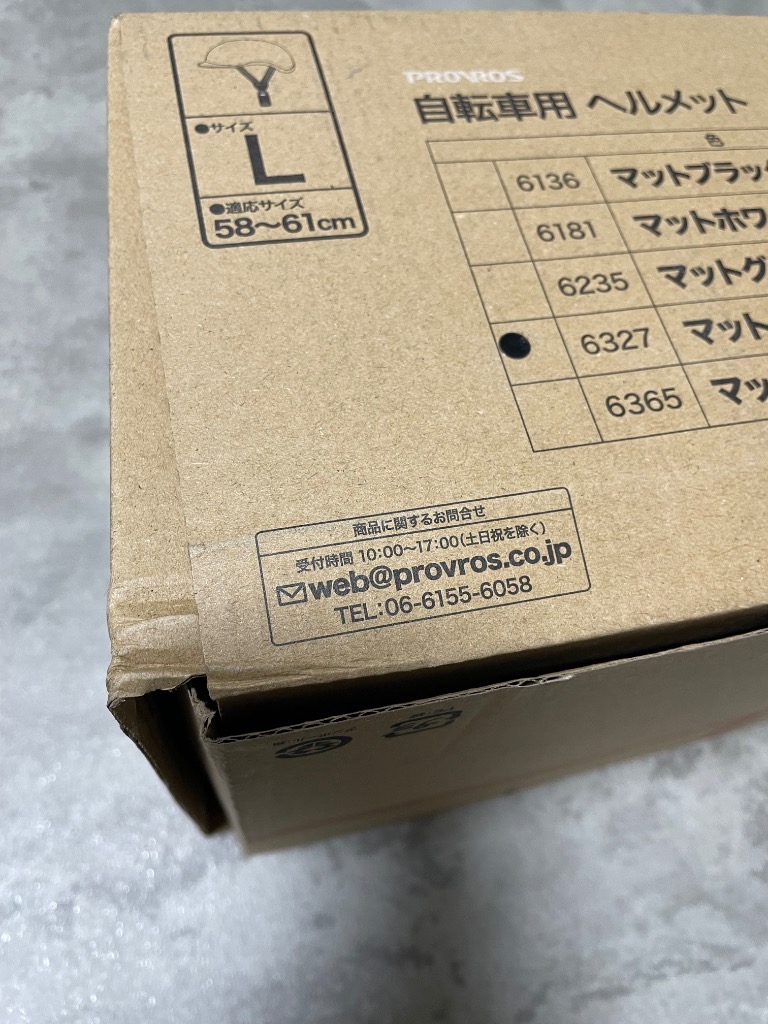 ●サイズ
L
●適応サイズ
58〜61cm
PROVROS
自転車用 ヘルメット
色
6136 マットブラック
6181 マットホワ
6235 マットグ
● 6327 マット
6365 マッ
商品に関するお問合せ
受付時間 10:00〜17:00(土日祝を除く)
web@provros.co.jp
TEL:06-6155-6058